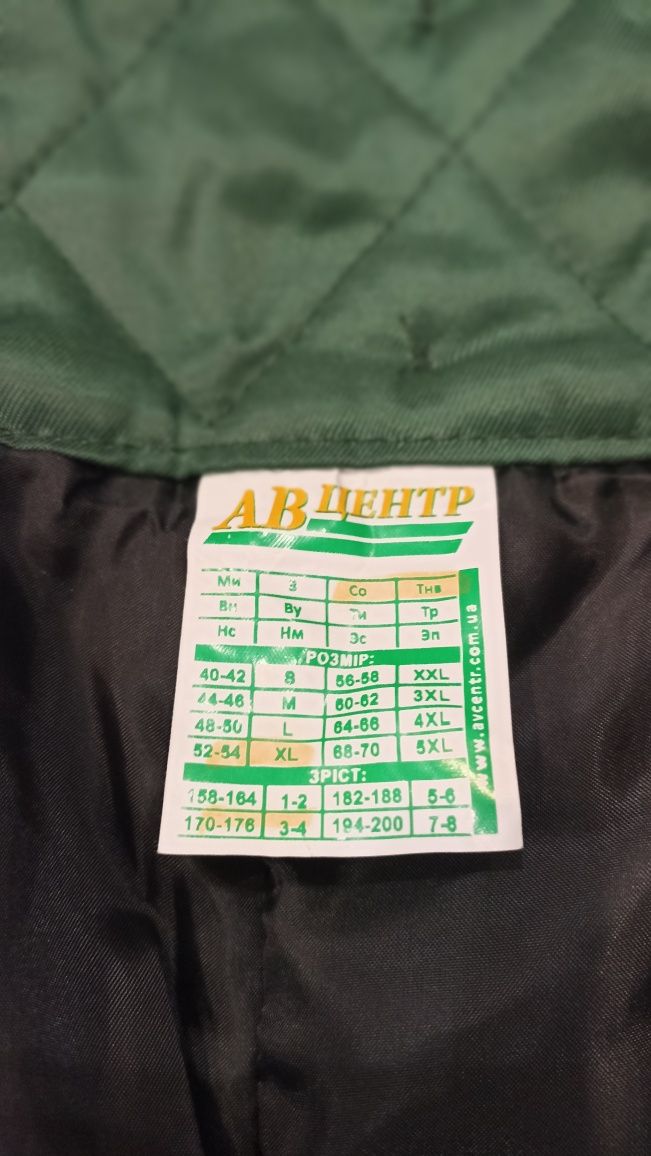 АВ ЦЕНТР
Ми З Со Тнв
Вн Ву Ти Тр
Нс Нм Эс Эп
РОЗМІР:
40-42 S 56-58 XXL
44-46 M 60-62 3XL
48-50 L 64-66 4XL
52-54 XL 68-70 5XL
ЗРІСТ:
158-164 1-2 182-188 5-6
170-176 3-4 194-200 7-8
www.avcentr.com.ua